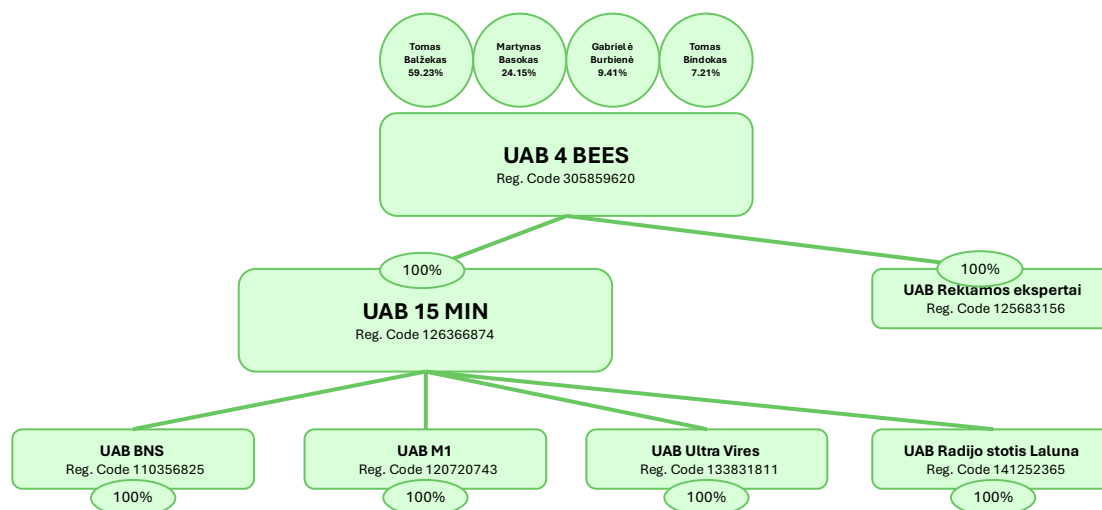 Tomas
Balžekas
59.23%
Martynas
Basokas
24.15%
Gabrielė
Burbienė
9.41%
Tomas
Bindokas
7.21%
UAB 4 BEES
Reg. Code 305859620
100%
UAB 15 MIN
Reg. Code 126366874
100%
UAB Reklamos ekspertai
Reg. Code 125683156
UAB BNS
Reg. Code 110356825
100%
UAB M1
Reg. Code 120720743
100%
UAB Ultra Vires
Reg. Code 133831811
100%
UAB Radijo stotis Laluna
Reg. Code 141252365
100%